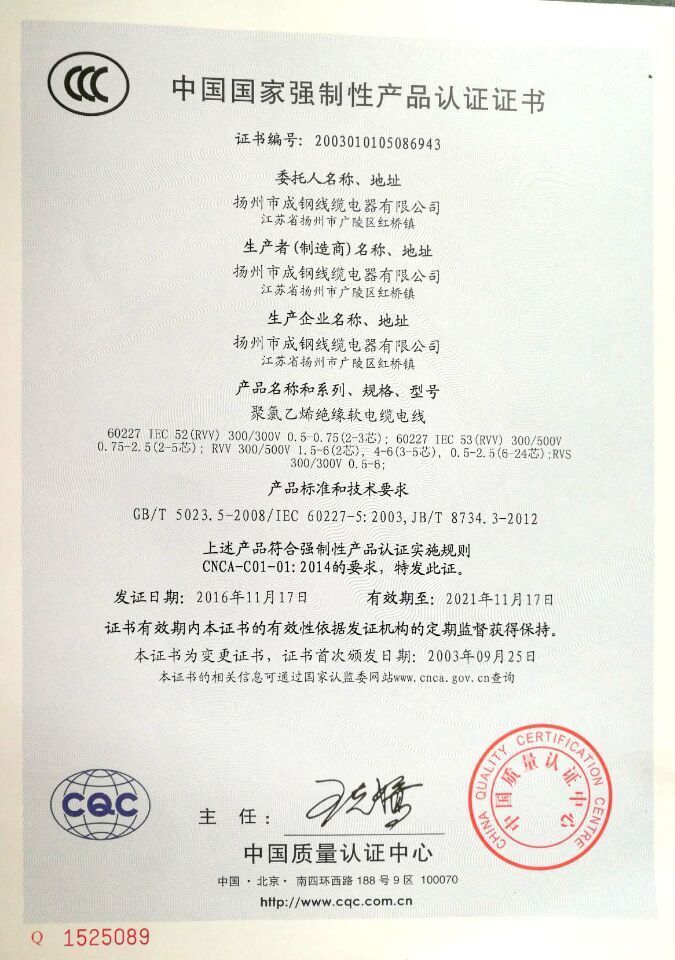 CCC
中国国家强制性产品认证证书
证书编号：2003010105086943
委托人名称、地址
扬州市成钢线缆电器有限公司
江苏省扬州市广陵区红桥镇
生产者(制造商)名称、地址
扬州市成钢线缆电器有限公司
江苏省扬州市广陵区红桥镇
生产企业名称、地址
扬州市成钢线缆电器有限公司
江苏省扬州市广陵区红桥镇
产品名称和系列、规格、型号
聚氯乙烯绝缘软电缆电线
60227 IEC 52(RVV) 300/300V 0.5-0.75(2-3芯); 60227 IEC 53(RVV) 300/500V
0.75-2.5(2-5芯); RVV 300/500V 1.5-6(2芯), 4-6(3-5芯), 0.5-2.5(6-24芯);RVS
300/300V 0.5-6;
产品标准和技术要求
GB/T 5023.5-2008/IEC 60227-5:2003,JB/T 8734.3-2012
上述产品符合强制性产品认证实施规则
CNCA-C01-01:2014的要求，特发此证。
发证日期：2016年11月17日 有效期至：2021年11月17日
证书有效期内本证书的有效性依据发证机构的定期监督获得保持。
本证书为变更证书，证书首次颁发日期：2003年09月25日
本证书的相关信息可通过国家认监委网站www.cnca.gov.cn查询
CQC
主 任：
CHINA QUALITY CERTIFICATION CENTRE
中国质量认证中心
中国质量认证中心
中国·北京·南四环西路 188 号 9 区 100070
http://www.cqc.com.cn
Q 1525089